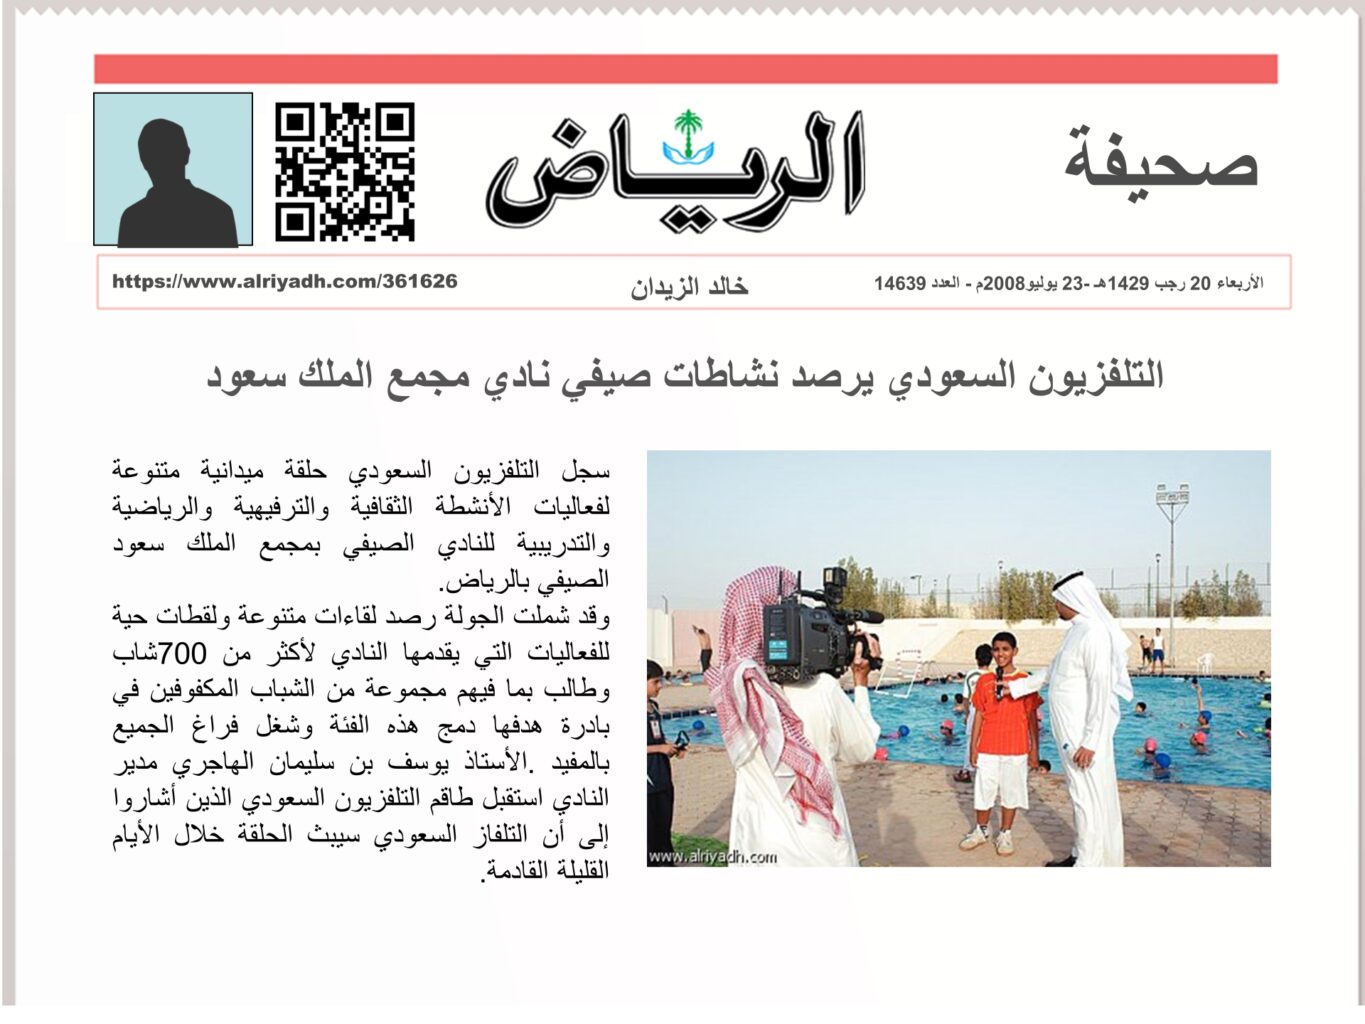 صحيفة
الرياض
الأربعاء 20 رجب 1429هـ -23 يوليو2008م - العدد 14639
خالد الزيدان
https://www.alriyadh.com/361626
التلفزيون السعودي يرصد نشاطات صيفي نادي مجمع الملك سعود
سجل التلفزيون السعودي حلقة ميدانية متنوعة
لفعاليات الأنشطة الثقافية والترفيهية والرياضية
والتدريبية للنادي الصيفي بمجمع الملك سعود
الصيفي بالرياض.
وقد شملت الجولة رصد لقاءات متنوعة ولقطات حية
للفعاليات التي يقدمها النادي لأكثر من 700شاب
وطالب بما فيهم مجموعة من الشباب المكفوفين في
بادرة هدفها دمج هذه الفئة وشغل فراغ الجميع
بالمفيد .الأستاذ يوسف بن سليمان الهاجري مدير
النادي استقبل طاقم التلفزيون السعودي الذين أشاروا
إلى أن التلفاز السعودي سيبث الحلقة خلال الأيام
القليلة القادمة.
www.alriyadh.com